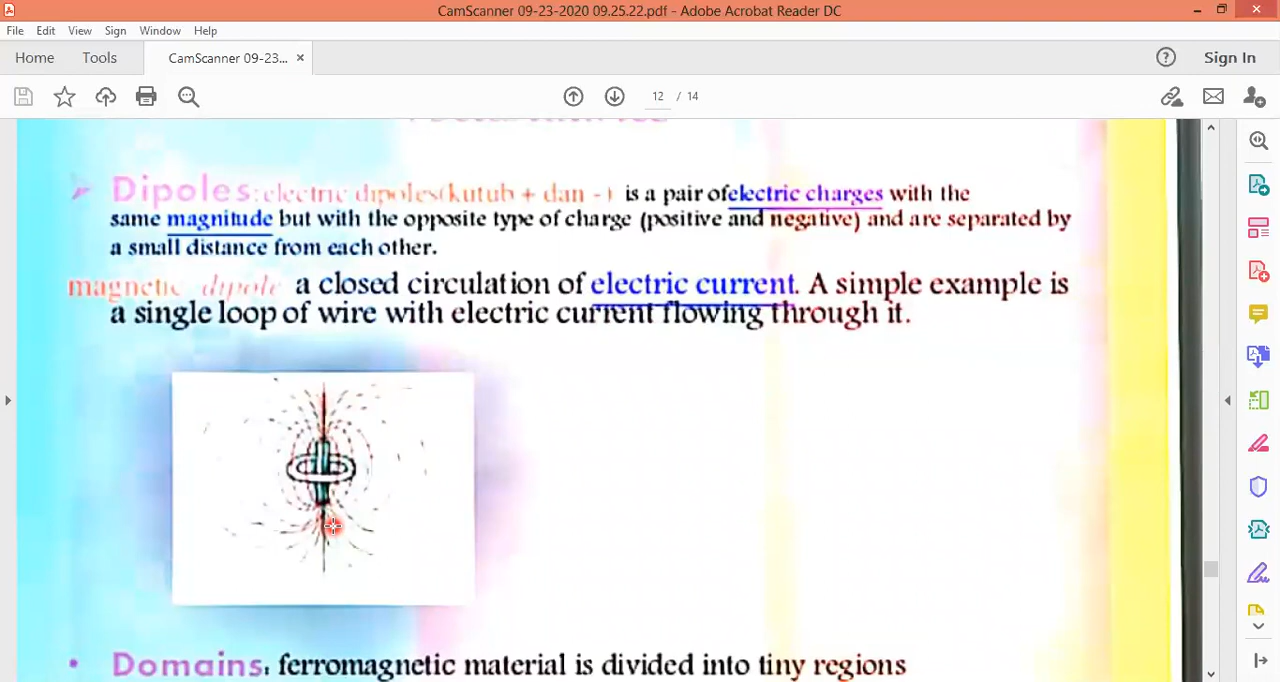 CamScanner 09-23-2020 09.25.22.pdf - Adobe Acrobat Reader DC
File Edit View Sign Window Help
Home Tools CamScanner 09-23... × Sign In
12 / 14
Dipoles: electric dipoles(kutub + dan -) is a pair ofelectric charges with the
same magnitude but with the opposite type of charge (positive and negative) and are separated by
a small distance from each other.
magnetic dipole a closed circulation of electric current. A simple example is
a single loop of wire with electric current flowing through it.
• Domains: ferromagnetic material is divided into tiny regions